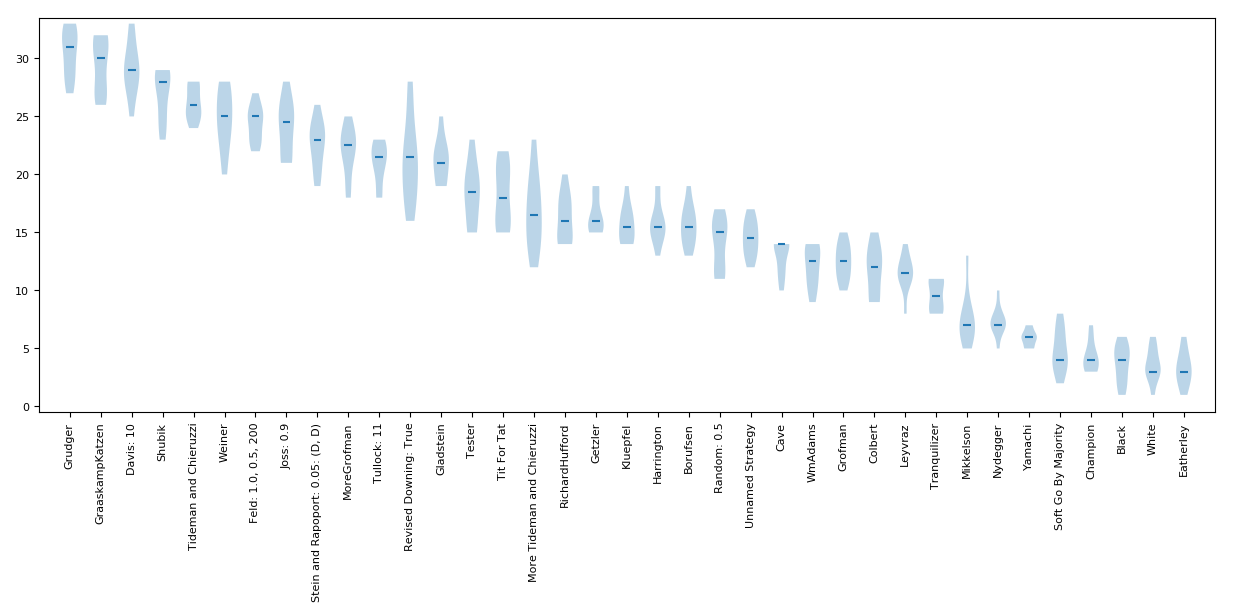 30
25
20
15
10
5
0
Grudger
GraaskampKatzen
Davis: 10
Shubik
Tideman and Chieruzzi
Weiner
Feld: 1.0, 0.5, 200
Joss: 0.9
Stein and Rapoport: 0.05: (D, D)
MoreGrofman
Tullock: 11
Revised Downing: True
Gladstein
Tester
Tit For Tat
More Tideman and Chieruzzi
RichardHufford
Getzler
Kluepfel
Harrington
Borufsen
Random: 0.5
Unnamed Strategy
Cave
WmAdams
Grofman
Colbert
Leyvraz
Tranquilizer
Mikkelson
Nydegger
Yamachi
Soft Go By Majority
Champion
Black
White
Eatherley